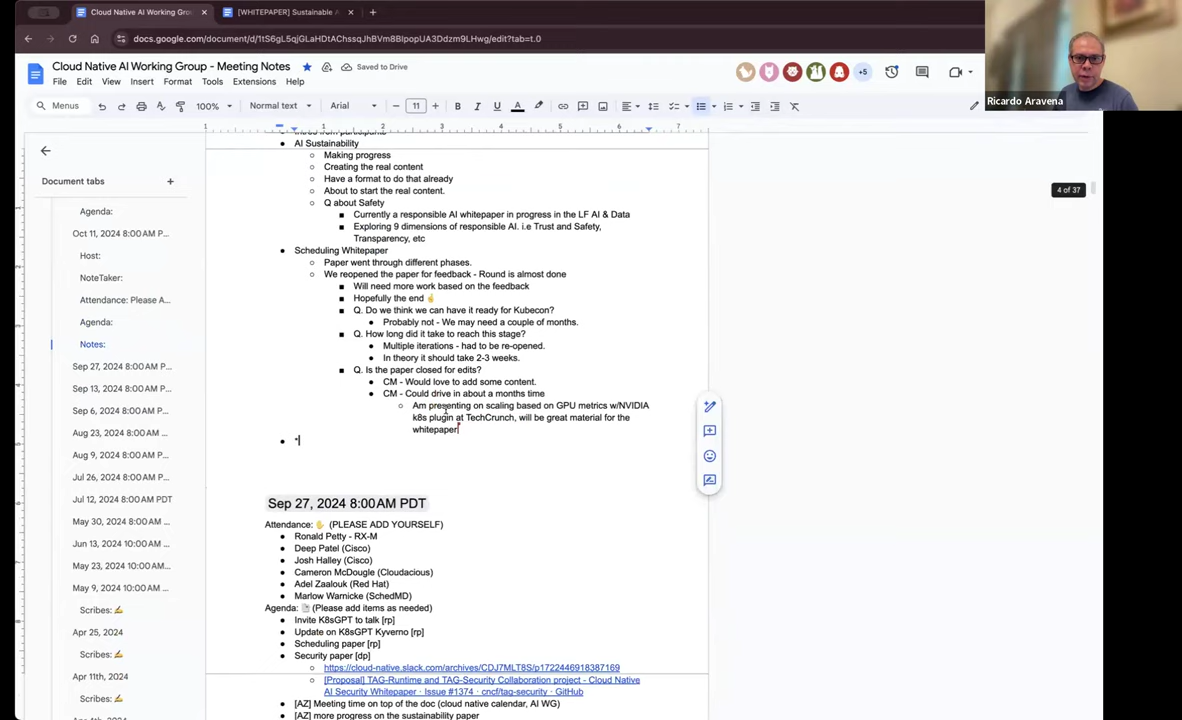 Cloud Native AI Working Grou
[WHITEPAPER] Sustainable A
docs.google.com/document/d/1tS6gL5qjGLaHDtAChssqJhBVm8BlpopUA3Ddzm9LHwg/edit?tab=t.0
Ricardo Aravena
Cloud Native AI Working Group - Meeting Notes
Saved to Drive
+5
File Edit View Insert Format Tools Extensions Help
Menus 100% Normal text Arial 11
1 1 2 3 4 5 6 7
Document tabs
Agenda:
Oct 11, 2024 8:00 AM P...
Host:
NoteTaker:
Attendance: Please A...
Agenda:
Notes:
Sep 27, 2024 8:00 AM P...
Sep 13, 2024 8:00 AM P...
Sep 6, 2024 8:00 AM P...
Aug 23, 2024 8:00 AM P...
Aug 9, 2024 8:00 AM P...
Jul 26, 2024 8:00 AM P...
Jul 12, 2024 8:00 AM PDT
May 30, 2024 8:00 AM ...
Jun 13, 2024 10:00 AM ...
May 23, 2024 10:00 AM...
May 9, 2024 10:00 AM ...
Scribes: ✍️
Apr 25, 2024
Scribes: ✍️
Apr 11th, 2024
Scribes: ✍️
Intros from participants
AI Sustainability
Making progress
Creating the real content
Have a format to do that already
About to start the real content.
Q about Safety
Currently a responsible AI whitepaper in progress in the LF AI & Data
Exploring 9 dimensions of responsible AI. i.e Trust and Safety,
Transparency, etc
Scheduling Whitepaper
Paper went through different phases.
We reopened the paper for feedback - Round is almost done
Will need more work based on the feedback
Hopefully the end 🤞
Q. Do we think we can have it ready for Kubecon?
Probably not - We may need a couple of months.
Q. How long did it take to reach this stage?
Multiple iterations - had to be re-opened.
In theory it should take 2-3 weeks.
Q. Is the paper closed for edits?
CM - Would love to add some content.
CM - Could drive in about a months time
Am presenting on scaling based on GPU metrics w/NVIDIA
k8s plugin at TechCrunch, will be great material for the
whitepaper
4 of 37
Sep 27, 2024 8:00 AM PDT
Attendance: ✋ (PLEASE ADD YOURSELF)
Ronald Petty - RX-M
Deep Patel (Cisco)
Josh Halley (Cisco)
Cameron McDougle (Cloudacious)
Adel Zaalouk (Red Hat)
Marlow Warnicke (SchedMD)
Agenda: 📄 (Please add items as needed)
Invite K8sGPT to talk [rp]
Update on K8sGPT Kyverno [rp]
Scheduling paper [rp]
Security paper [dp]
https://cloud-native.slack.com/archives/CDJ7MLT8S/p1722446918387169
[Proposal] TAG-Runtime and TAG-Security Collaboration project - Cloud Native
AI Security Whitepaper · Issue #1374 · cncf/tag-security · GitHub
[AZ] Meeting time on top of the doc (cloud native calendar, AI WG)
[AZ] more progress on the sustainability paper